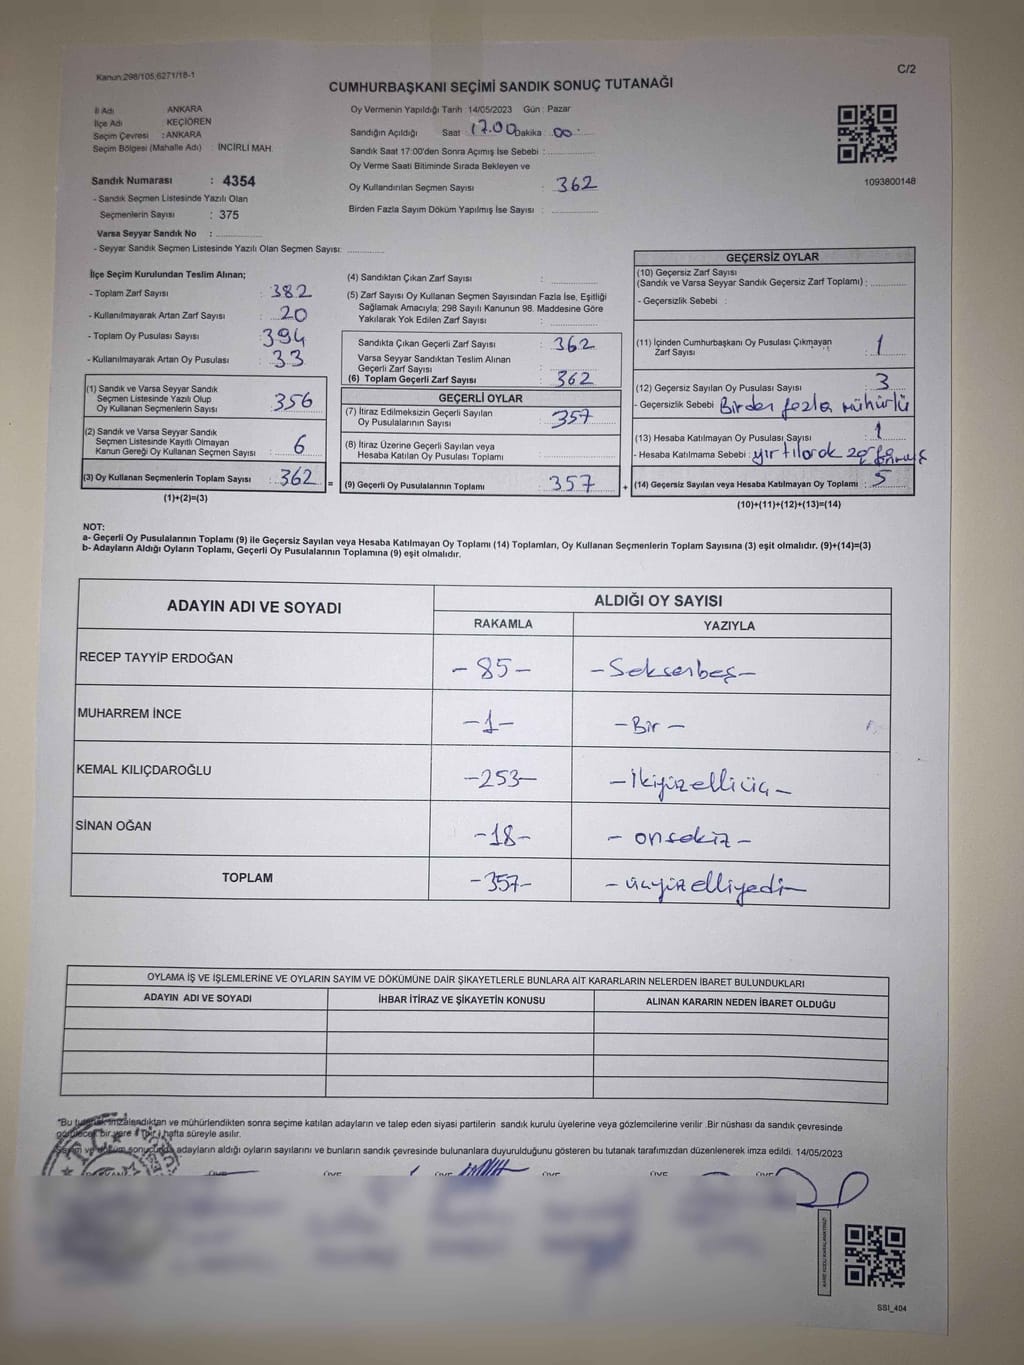 Kanun:298/105,6271/18-1
C/2
CUMHURBAŞKANI SEÇİMİ SANDIK SONUÇ TUTANAĞI
İl Adı ANKARA
İlçe Adı KEÇİÖREN
Seçim Çevresi : ANKARA
Seçim Bölgesi (Mahalle Adı) : İNCİRLİ MAH.
Sandık Numarası : 4354
- Sandık Seçmen Listesinde Yazılı Olan
Seçmenlerin Sayısı : 375
Varsa Seyyar Sandık No :
- Seyyar Sandık Seçmen Listesinde Yazılı Olan Seçmen Sayısı:
Oy Vermenin Yapıldığı Tarih : 14/05/2023 Gün : Pazar
Sandığın Açıldığı Saat 17.00 Dakika 00
Sandık Saat 17:00'den Sonra Açımış İse Sebebi :
Oy Verme Saati Bitiminde Sırada Bekleyen ve
Oy Kullandırılan Seçmen Sayısı : 362
Birden Fazla Sayım Döküm Yapılmış İse Sayısı :
1093800148
İlçe Seçim Kurulundan Teslim Alınan;
- Toplam Zarf Sayısı : 382
- Kullanılmayarak Artan Zarf Sayısı : 20
- Toplam Oy Pusulası Sayısı : 394
- Kullanılmayarak Artan Oy Pusulası : 33
(1) Sandık ve Varsa Seyyar Sandık
Seçmen Listesinde Yazılı Olup
Oy Kullanan Seçmenlerin Sayısı : 356
(2) Sandık ve Varsa Seyyar Sandık
Seçmen Listesinde Kayıtlı Olmayan
Kanun Gereği Oy Kullanan Seçmen Sayısı : 6
(3) Oy Kullanan Seçmenlerin Toplam Sayısı : 362 =
(1)+(2)=(3)
(4) Sandıktan Çıkan Zarf Sayısı :
(5) Zarf Sayısı Oy Kullanan Seçmen Sayısından Fazla İse, Eşitliği
Sağlamak Amacıyla; 298 Sayılı Kanunun 98. Maddesine Göre
Yakılarak Yok Edilen Zarf Sayısı :
Sandıkta Çıkan Geçerli Zarf Sayısı : 362
Varsa Seyyar Sandıktan Teslim Alınan
Geçerli Zarf Sayısı :
(6) Toplam Geçerli Zarf Sayısı : 362
GEÇERLİ OYLAR
(7) İtiraz Edilmeksizin Geçerli Sayılan
Oy Pusulalarının Sayısı : 357
(8) İtiraz Üzerine Geçerli Sayılan veya
Hesaba Katılan Oy Pusulası Toplamı :
(9) Geçerli Oy Pusulalarının Toplamı : 357 +
GEÇERSİZ OYLAR
(10) Geçersiz Zarf Sayısı
(Sandık ve Varsa Seyyar Sandık Geçersiz Zarf Toplamı) :
- Geçersizlik Sebebi :
(11) İçinden Cumhurbaşkanı Oy Pusulası Çıkmayan
Zarf Sayısı : 1
(12) Geçersiz Sayılan Oy Pusulası Sayısı : 3
- Geçersizlik Sebebi : Birden fazla mühürlü
(13) Hesaba Katılmayan Oy Pusulası Sayısı : 1
- Hesaba Katılmama Sebebi : yırtılarak
(14) Geçersiz Sayılan veya Hesaba Katılmayan Oy Toplamı : 5
(10)+(11)+(12)+(13)=(14)
NOT:
a- Geçerli Oy Pusulalarının Toplamı (9) ile Geçersiz Sayılan veya Hesaba Katılmayan Oy Toplamı (14) Toplamları, Oy Kullanan Seçmenlerin Toplam Sayısına (3) eşit olmalıdır. (9)+(14)=(3)
b- Adayların Aldığı Oyların Toplamı, Geçerli Oy Pusulalarının Toplamına (9) eşit olmalıdır.
ADAYIN ADI VE SOYADI
ALDIĞI OY SAYISI
RAKAMLA YAZIYLA
RECEP TAYYİP ERDOĞAN -85- -Seksenbeş-
MUHARREM İNCE -1- -Bir-
KEMAL KILIÇDAROĞLU -253- -İkiyüzelliüç-
SİNAN OĞAN -18- -onsekiz-
TOPLAM -357- -üçyüzelliyedi-
OYLAMA İŞ VE İŞLEMLERİNE VE OYLARIN SAYIM VE DÖKÜMÜNE DAİR ŞİKAYETLERLE BUNLARA AİT KARARLARIN NELERDEN İBARET BULUNDUKLARI
ADAYIN ADI VE SOYADI İHBAR İTİRAZ VE ŞİKAYETİN KONUSU ALINAN KARARIN NEDEN İBARET OLDUĞU
"Bu tutanak imzalandıktan ve mühürlendikten sonra seçime katılan adayların ve talep eden siyasi partilerin sandık kurulu üyelerine veya gözlemcilerine verilir .Bir nüshası da sandık çevresinde
görülecek bir yere 1 hafta süreyle asılır.
Sayım ve döküm sonucunda adayların aldığı oyların sayılarını ve bunların sandık çevresinde bulunanlara duyurulduğunu gösteren bu tutanak tarafımızdan düzenlenerek imza edildi. 14/05/2023
SSI_404